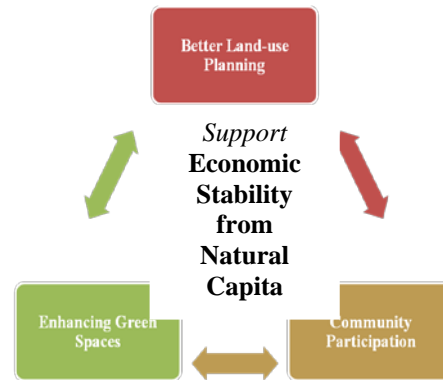 Better Land-use
Planning
Support
Economic
Stability
from
Natural
Capita
Enhancing Green
Spaces
Community
Participation